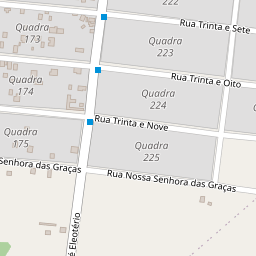 222
Rua Trinta e Sete
Quadra
173
Quadra
223
Rua Trinta e Oito
Quadra
174
Quadra
224
Rua Trinta e Nove
Quadra
175
Quadra
225
Senhora das Graças
Rua Nossa Senhora das Graças
Eleotério